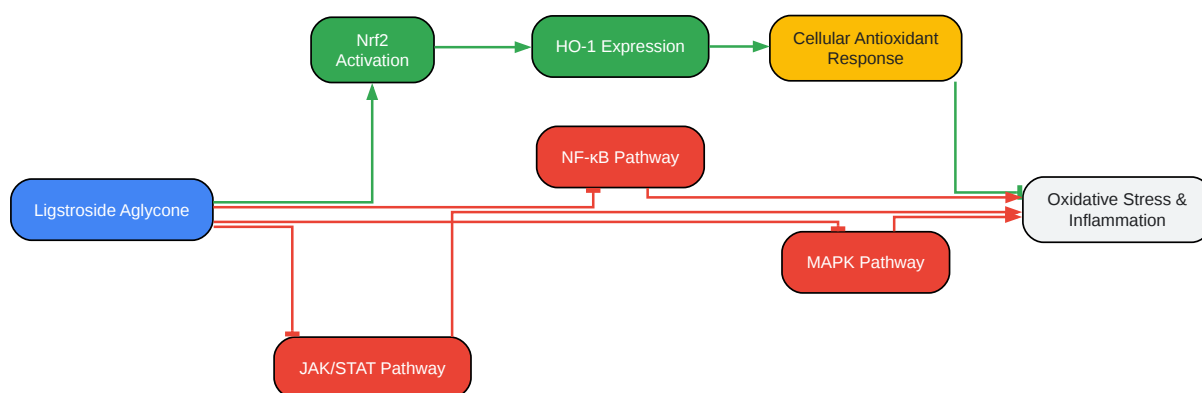 Nrf2
Activation
HO-1 Expression
Cellular Antioxidant
Response
NF-κB Pathway
Ligstroside Aglycone
Oxidative Stress &
Inflammation
MAPK Pathway
JAK/STAT Pathway